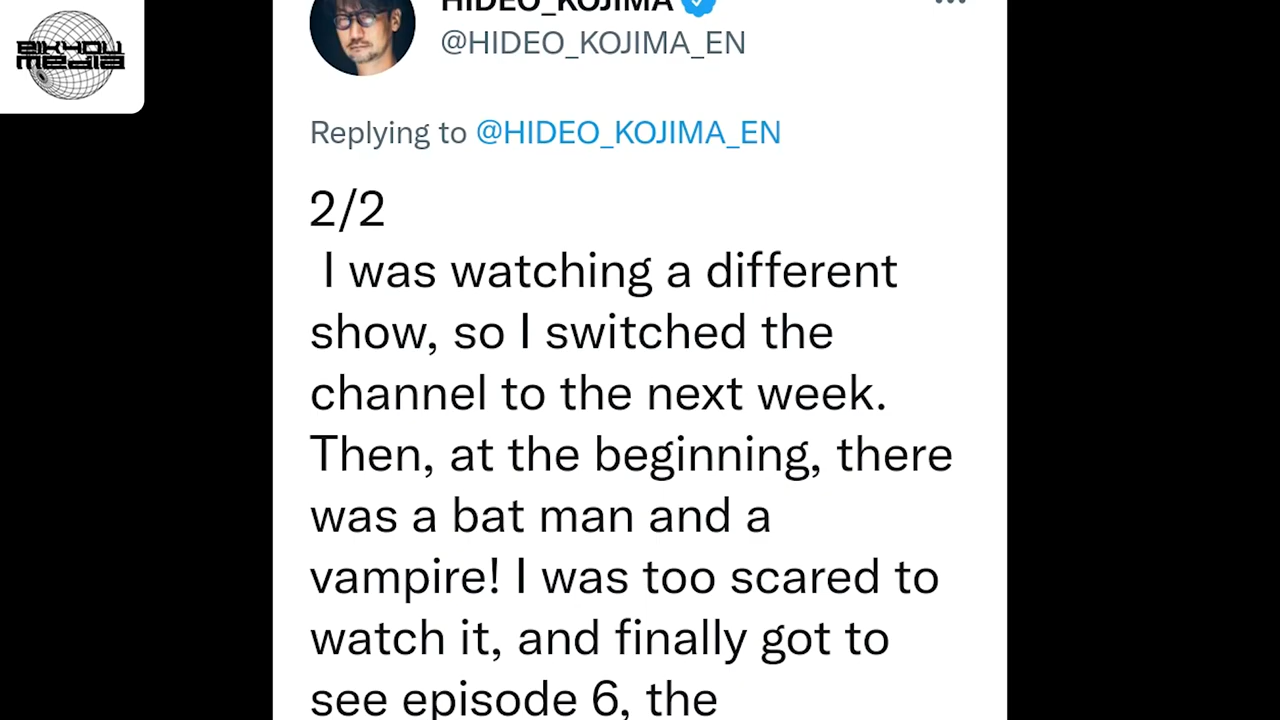 BIKYOU
MEDIA
HIDEO_KOJIMA
@HIDEO_KOJIMA_EN
Replying to @HIDEO_KOJIMA_EN
2/2
I was watching a different
show, so I switched the
channel to the next week.
Then, at the beginning, there
was a bat man and a
vampire! I was too scared to
watch it, and finally got to
see episode 6, the